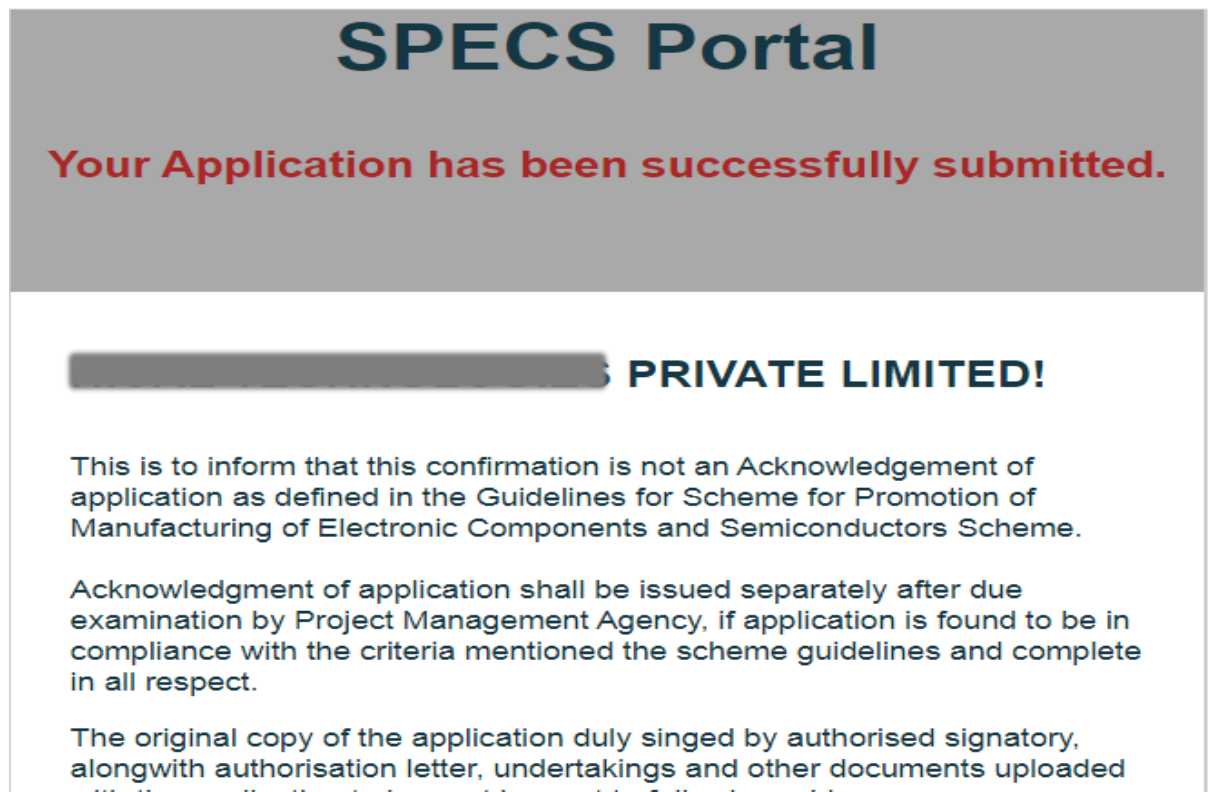 SPECS Portal
Your Application has been successfully submitted.
PRIVATE LIMITED!
This is to inform that this confirmation is not an Acknowledgement of
application as defined in the Guidelines for Scheme for Promotion of
Manufacturing of Electronic Components and Semiconductors Scheme.
Acknowledgment of application shall be issued separately after due
examination by Project Management Agency, if application is found to be in
compliance with the criteria mentioned the scheme guidelines and complete
in all respect.
The original copy of the application duly singed by authorised signatory,
alongwith authorisation letter, undertakings and other documents uploaded